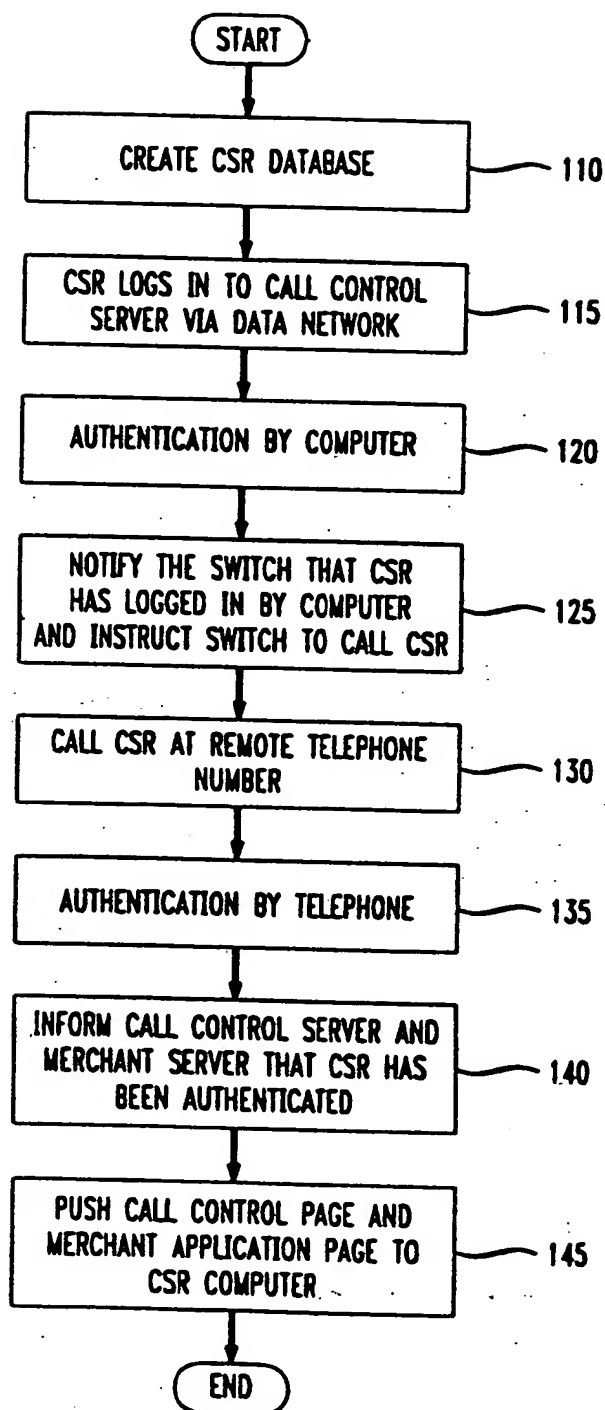 START
CREATE CSR DATABASE
110
CSR LOGS IN TO CALL CONTROL
SERVER VIA DATA NETWORK
115
AUTHENTICATION BY COMPUTER
120
NOTIFY THE SWITCH THAT CSR
HAS LOGGED IN BY COMPUTER
AND INSTRUCT SWITCH TO CALL CSR
125
CALL CSR AT REMOTE TELEPHONE
NUMBER
130
AUTHENTICATION BY TELEPHONE
135
INFORM CALL CONTROL SERVER AND
MERCHANT SERVER THAT CSR HAS
BEEN AUTHENTICATED
140
PUSH CALL CONTROL PAGE AND
MERCHANT APPLICATION PAGE TO
CSR COMPUTER
145
END